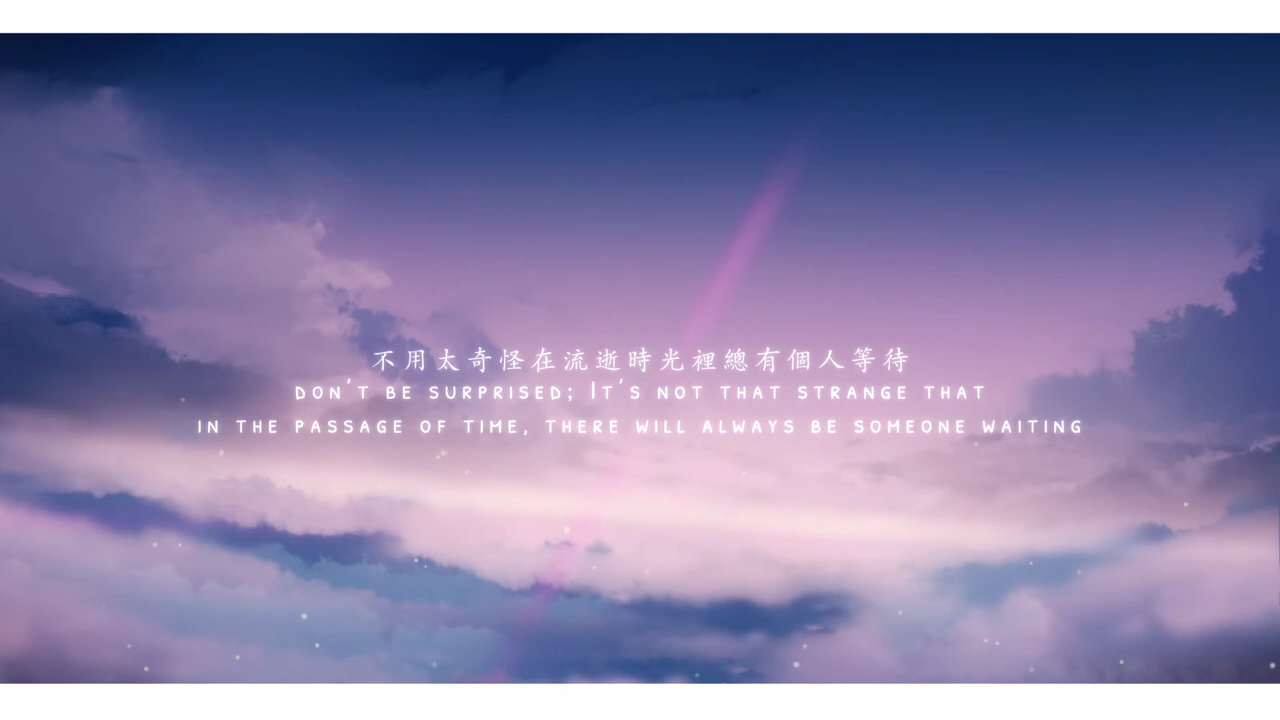 不用太奇怪在流逝時光裡總有個人等待
DON'T BE SURPRISED; IT'S NOT THAT STRANGE THAT
IN THE PASSAGE OF TIME, THERE WILL ALWAYS BE SOMEONE WAITING